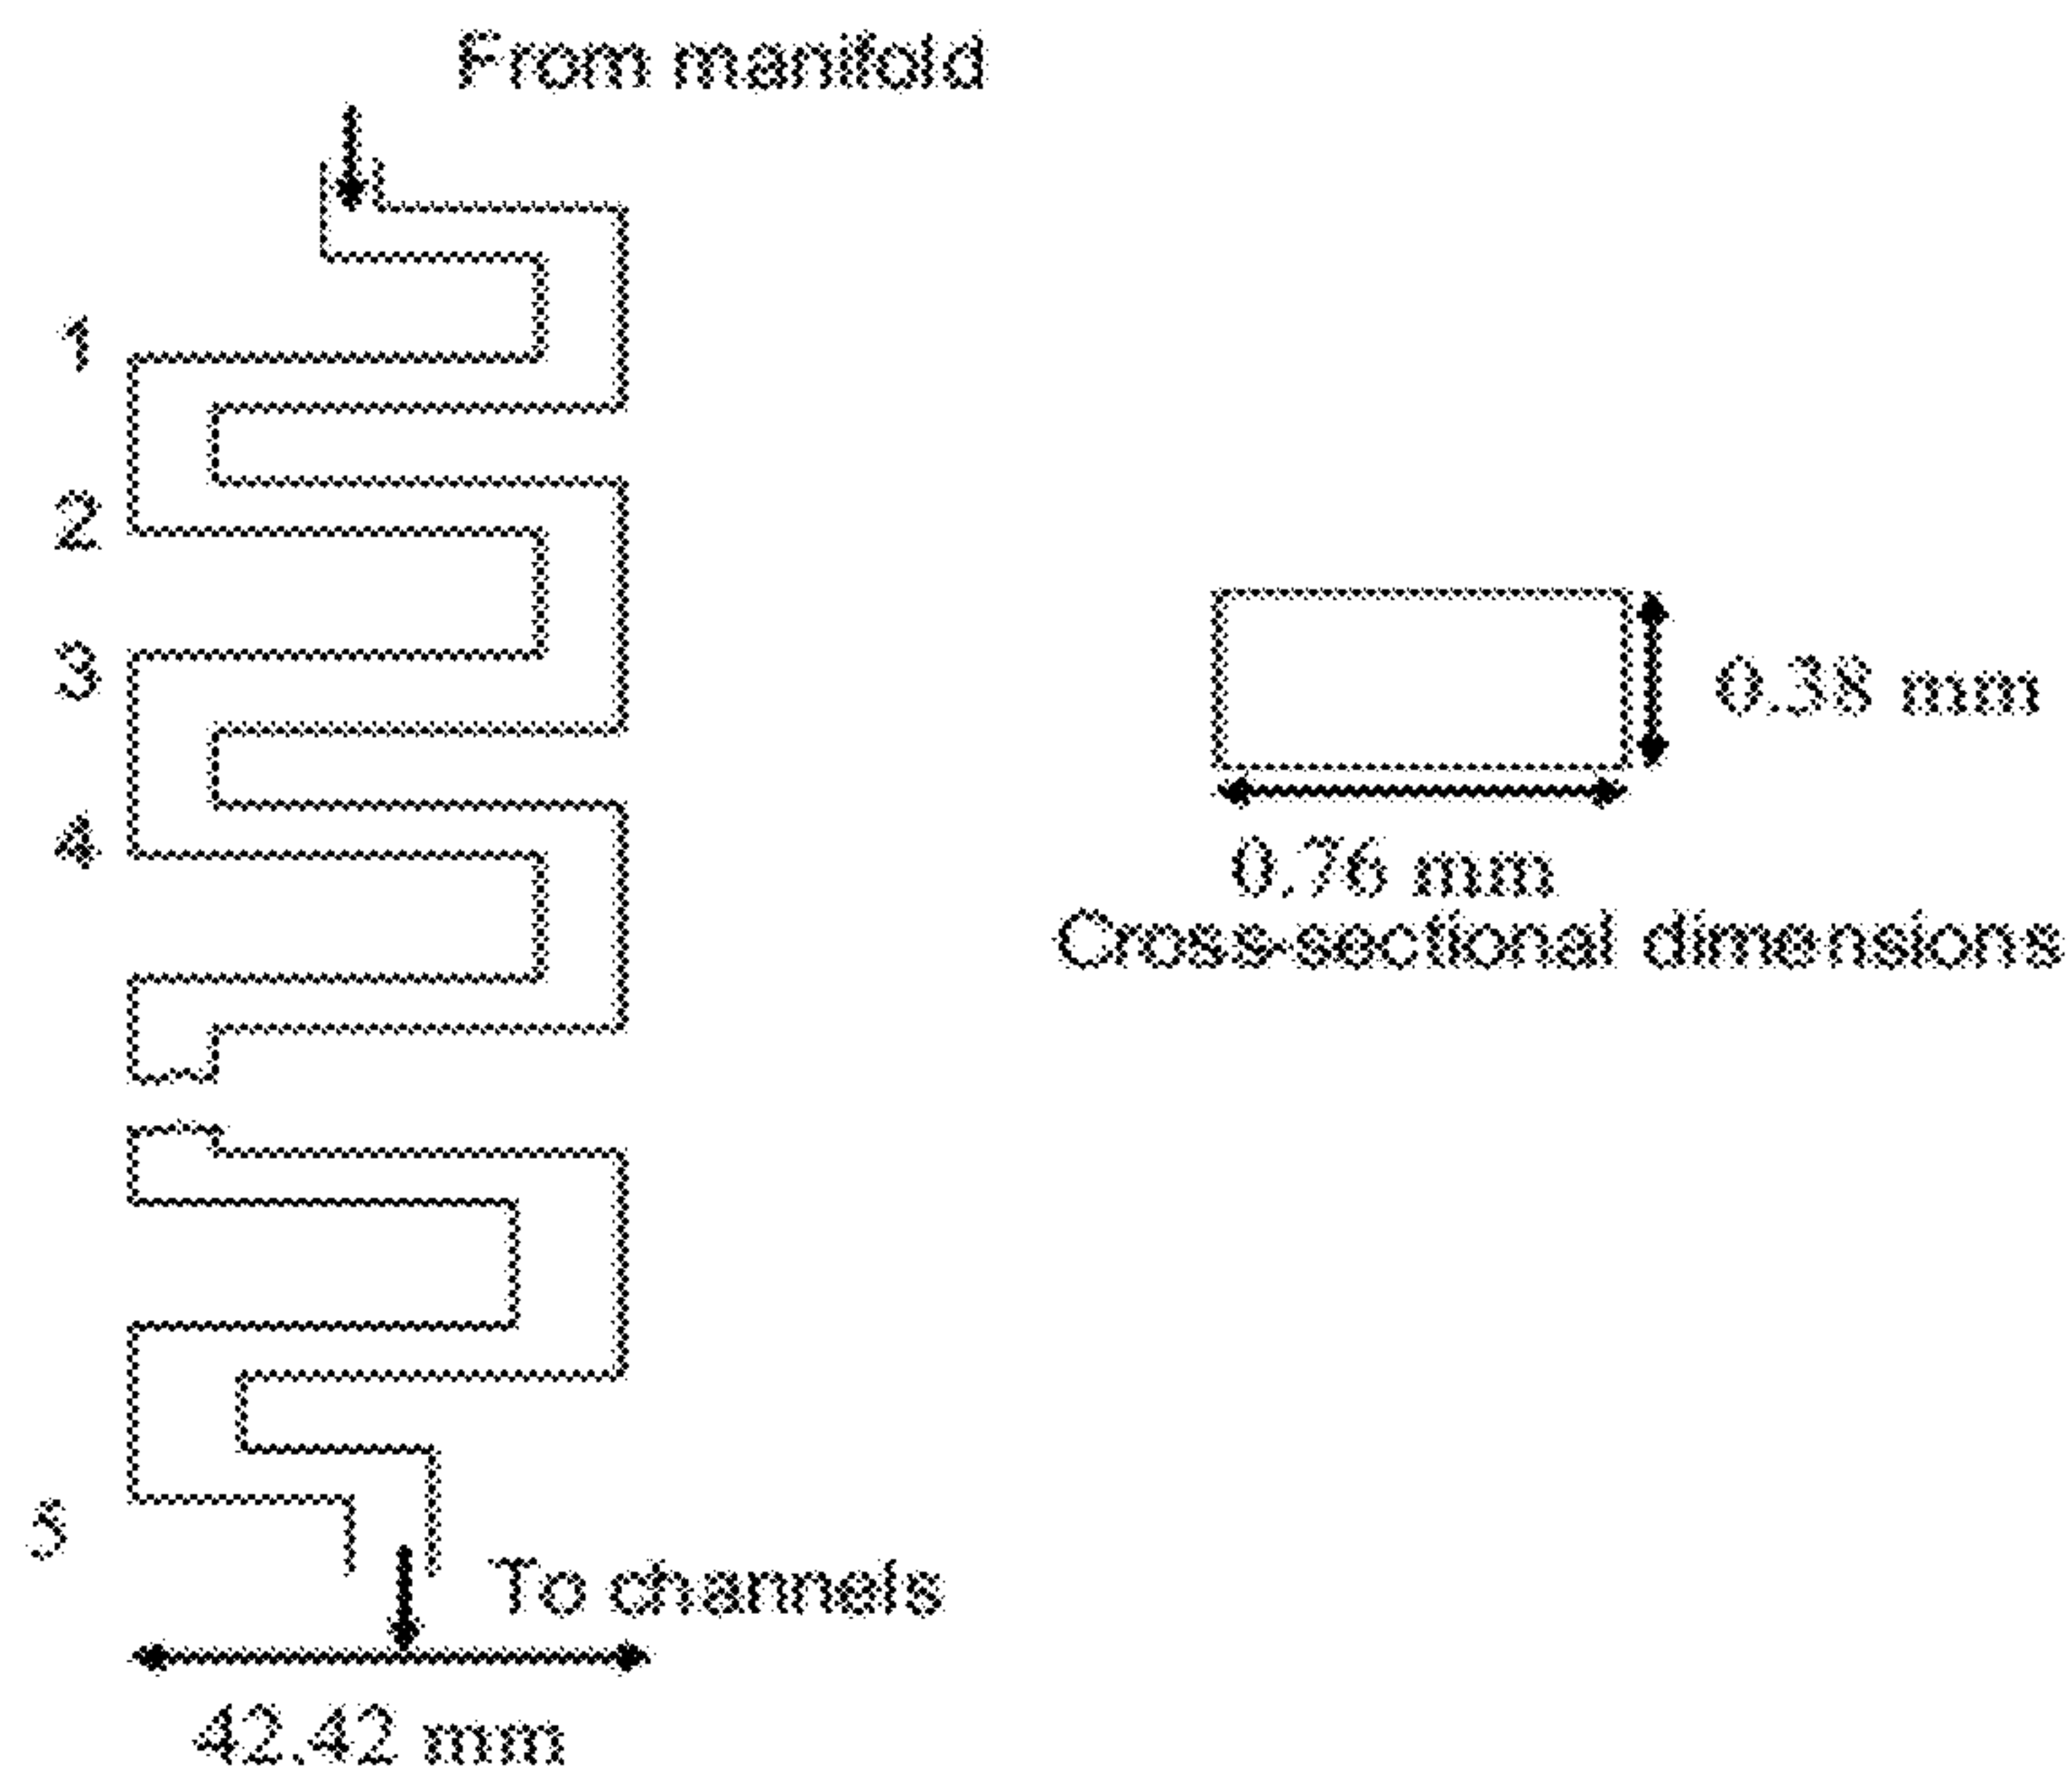 From manifold
1
2
3
4
0.38 mm
0.76 mm
Cross-sectional dimensions
5
To channels
42.42 mm